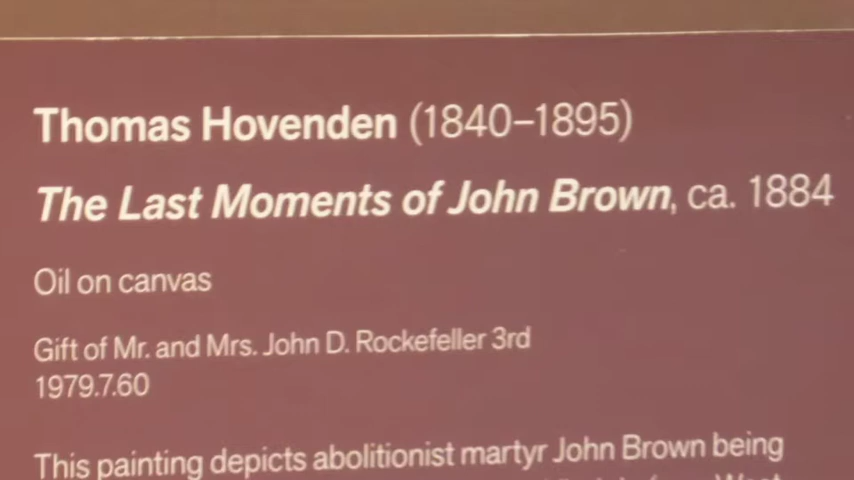 Thomas Hovenden (1840–1895)
The Last Moments of John Brown, ca. 1884
Oil on canvas
Gift of Mr. and Mrs. John D. Rockefeller 3rd
1979.7.60
This painting depicts abolitionist martyr John Brown being